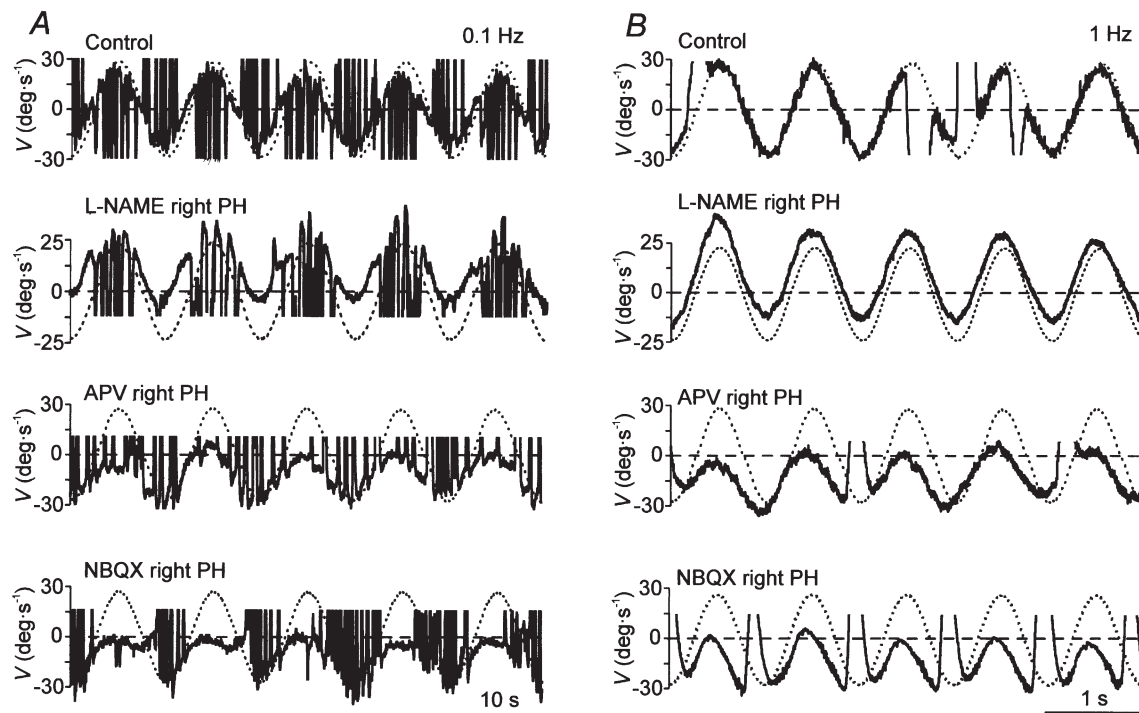 A
Control
0.1 Hz
V (deg·s⁻¹)
30
0
-30
L-NAME right PH
V (deg·s⁻¹)
25
0
-25
APV right PH
V (deg·s⁻¹)
30
0
-30
NBQX right PH
V (deg·s⁻¹)
30
0
-30
10 s
B
Control
1 Hz
V (deg·s⁻¹)
30
0
-30
L-NAME right PH
V (deg·s⁻¹)
25
0
-25
APV right PH
V (deg·s⁻¹)
30
0
-30
NBQX right PH
V (deg·s⁻¹)
30
0
-30
1 s